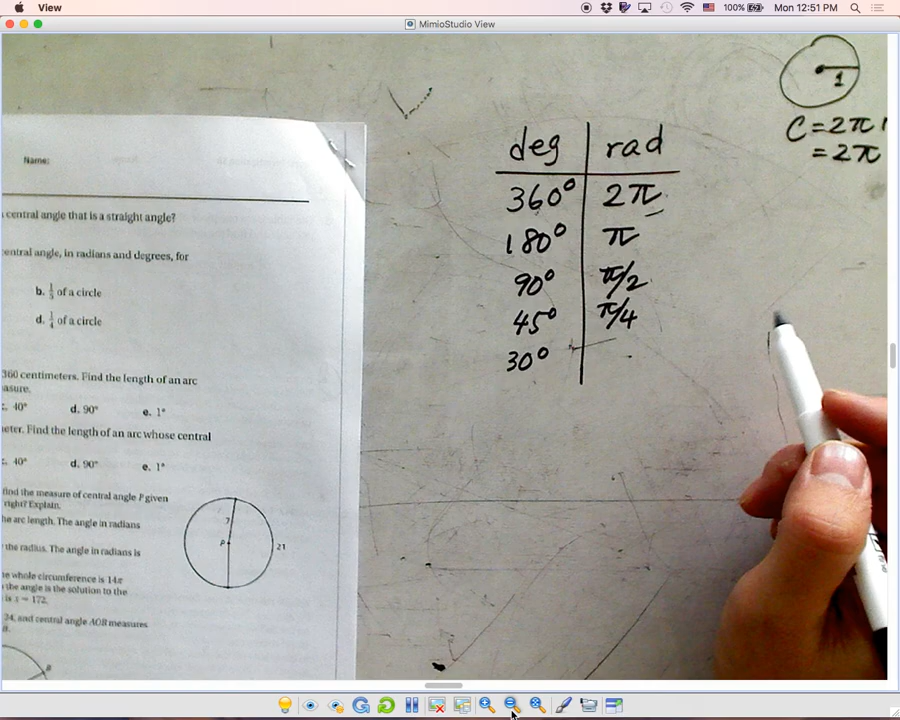 View
100%
Mon 12:51 PM
MimioStudio View
1
C = 2π1
= 2π
deg rad
360° 2π
180° π
90° π/2
45° π/4
30°
Name:
central angle that is a straight angle?
entral angle, in radians and degrees, for
b. 1/3 of a circle
d. 1/4 of a circle
360 centimeters. Find the length of an arc
asure.
c. 40° d. 90° e. 1°
eter. Find the length of an arc whose central
c. 40° d. 90° e. 1°
find the measure of central angle P given
right? Explain.
he arc length. The angle in radians
the radius. The angle in radians is
7
P
21
e whole circumference is 14π
the angle is the solution to the
is x = 172.
24, and central angle AOB measures
B